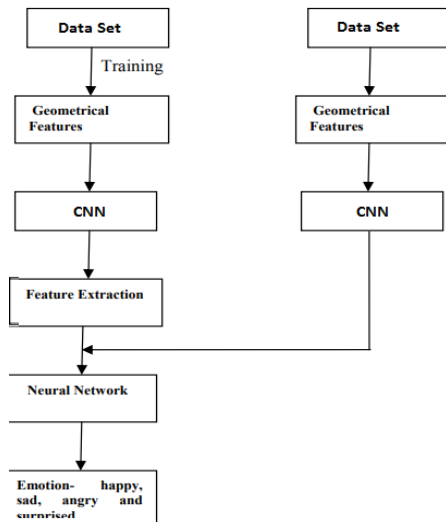 Data Set
Training
Geometrical
Features
CNN
Feature Extraction
Neural Network
Emotion- happy,
sad, angry and
surprised
Data Set
Geometrical
Features
CNN